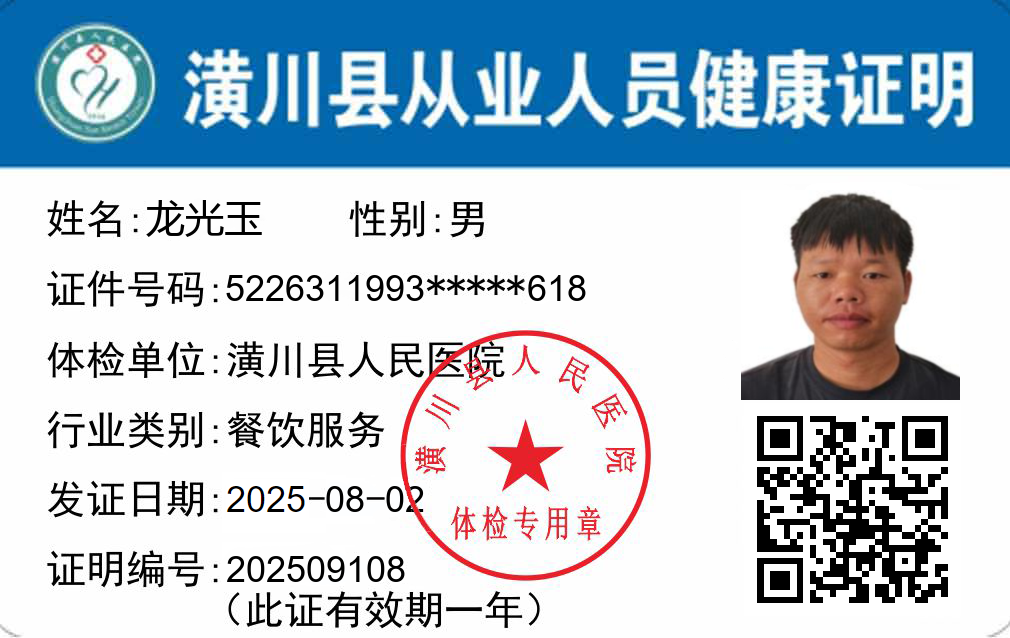 潢川县从业人员健康证明
姓名:龙光玉 性别:男
证件号码:5226311993*****618
体检单位:潢川县人民医院
行业类别:餐饮服务
发证日期:2025-08-02
证明编号:202509108
(此证有效期一年)
潢川县人民医院
体检专用章